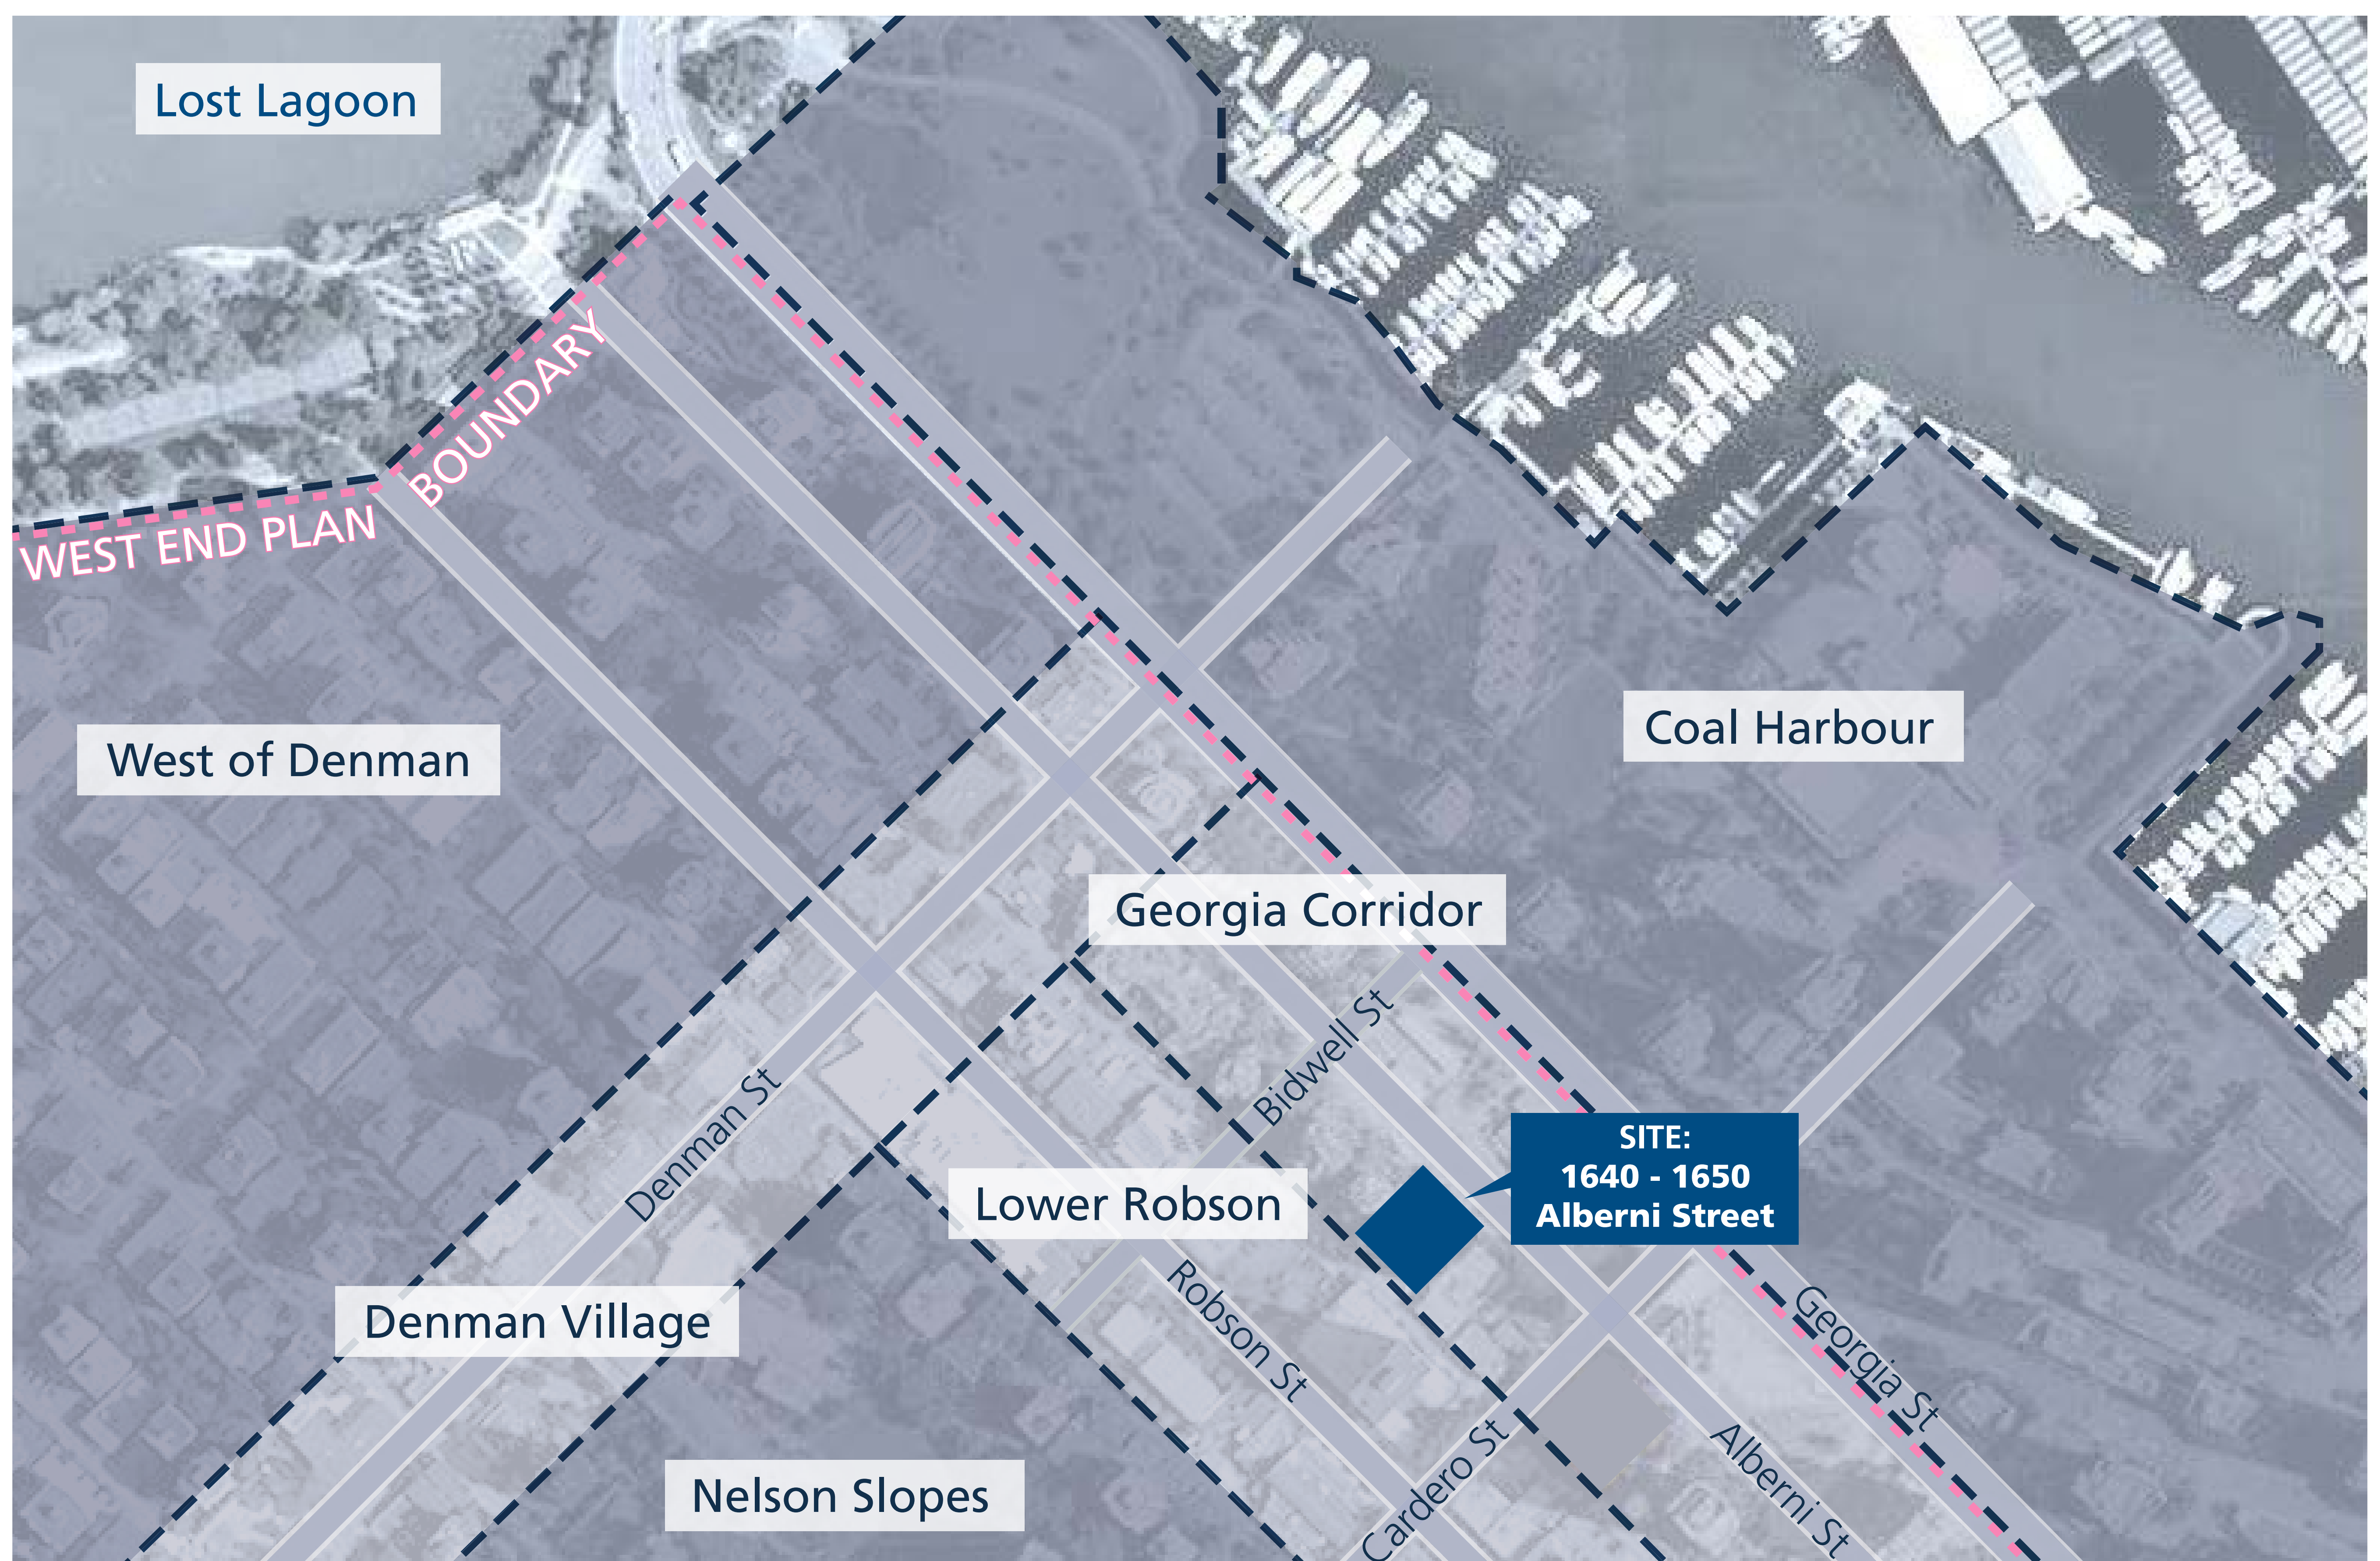 Lost Lagoon
BOUNDARY
WEST END PLAN
West of Denman
Coal Harbour
Georgia Corridor
Bidwell St
Denman St
SITE:
1640 - 1650
Alberni Street
Lower Robson
Robson St
Georgia St
Denman Village
Cardero St
Alberni St
Nelson Slopes